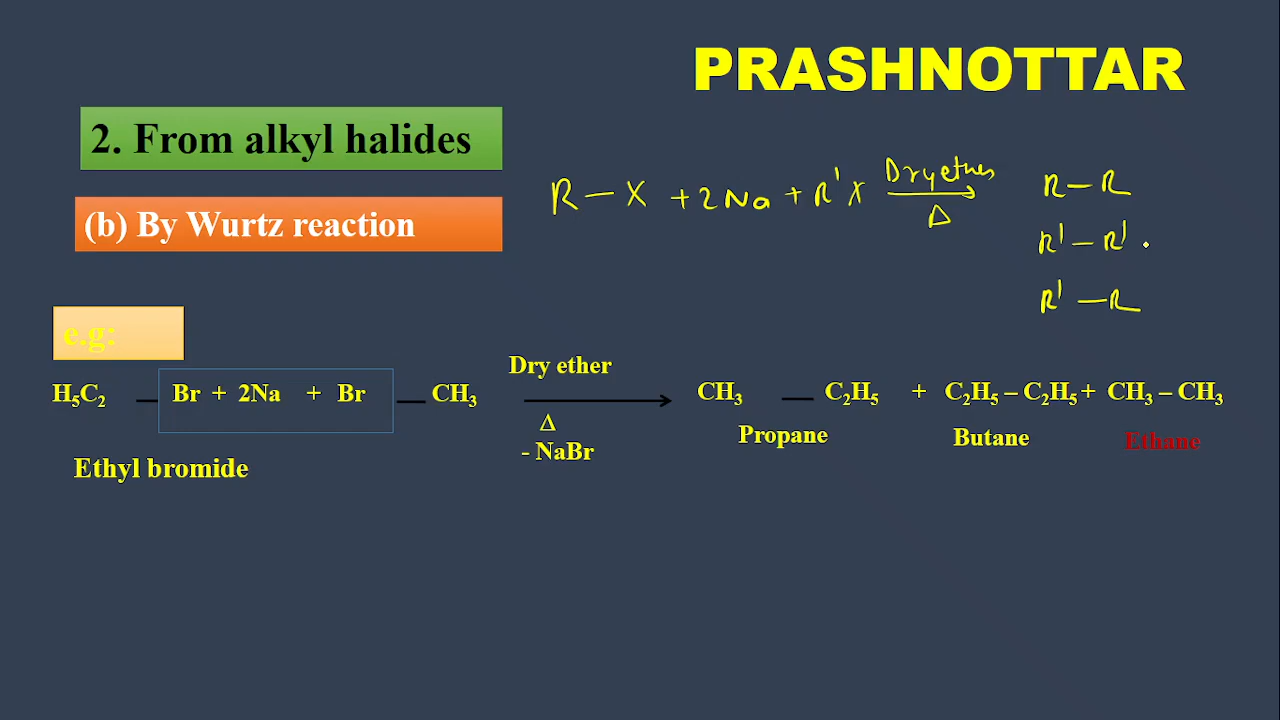 PRASHNOTTAR
2. From alkyl halides
(b) By Wurtz reaction
R — X + 2Na + R'X Dry ether Δ
R — R
R' — R'
R' — R
e.g:
H₅C₂ — Br + 2Na + Br — CH₃
Dry ether
Δ
- NaBr
CH₃ — C₂H₅ + C₂H₅ – C₂H₅ + CH₃ – CH₃
Propane Butane Ethane
Ethyl bromide